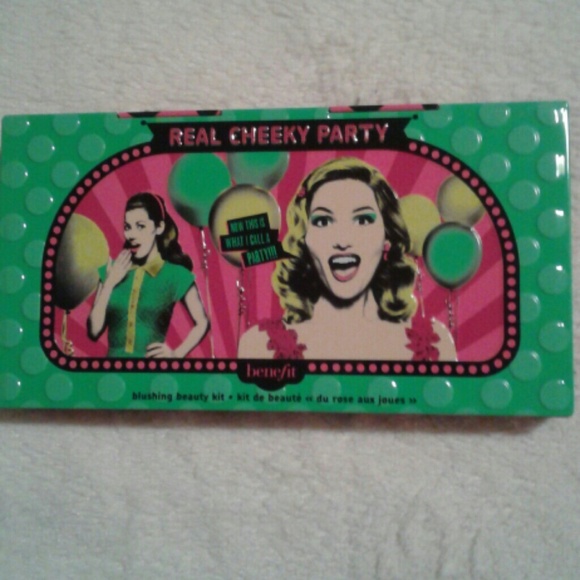 REAL CHEEKY PARTY
NOW THIS IS
WHAT I CALL A
PARTY!!!
benefit
blushing beauty kit • kit de beauté « du rose aux joues »